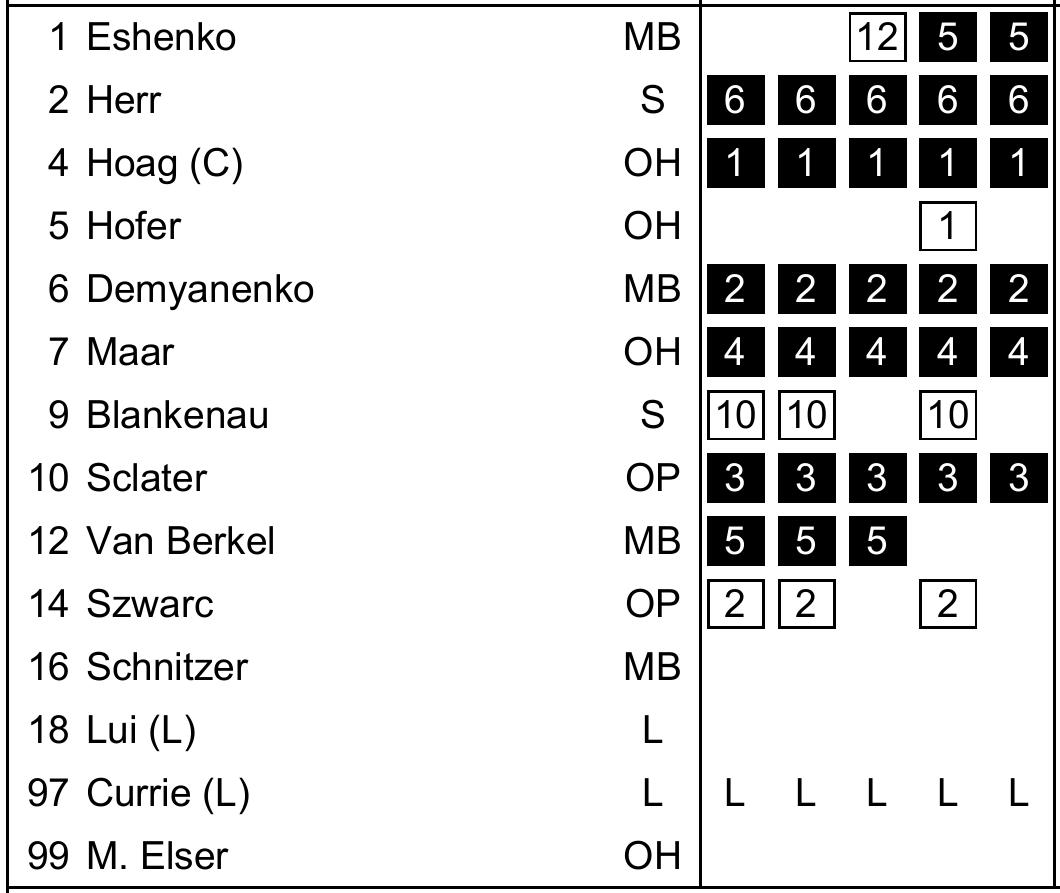 1 Eshenko MB 12 5 5
2 Herr S 6 6 6 6 6
4 Hoag (C) OH 1 1 1 1 1
5 Hofer OH 1
6 Demyanenko MB 2 2 2 2 2
7 Maar OH 4 4 4 4 4
9 Blankenau S 10 10 10
10 Sclater OP 3 3 3 3 3
12 Van Berkel MB 5 5 5
14 Szwarc OP 2 2 2
16 Schnitzer MB
18 Lui (L) L
97 Currie (L) L L L L L L
99 M. Elser OH